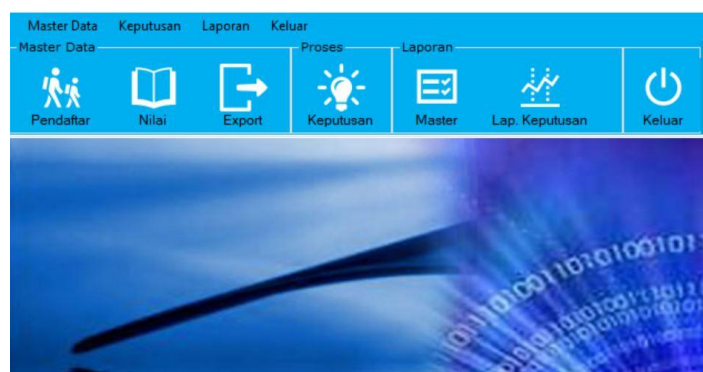 Master Data Keputusan Laporan Keluar
Master Data Proses Laporan
Pendaftar Nilai Export Keputusan Master Lap. Keputusan Keluar